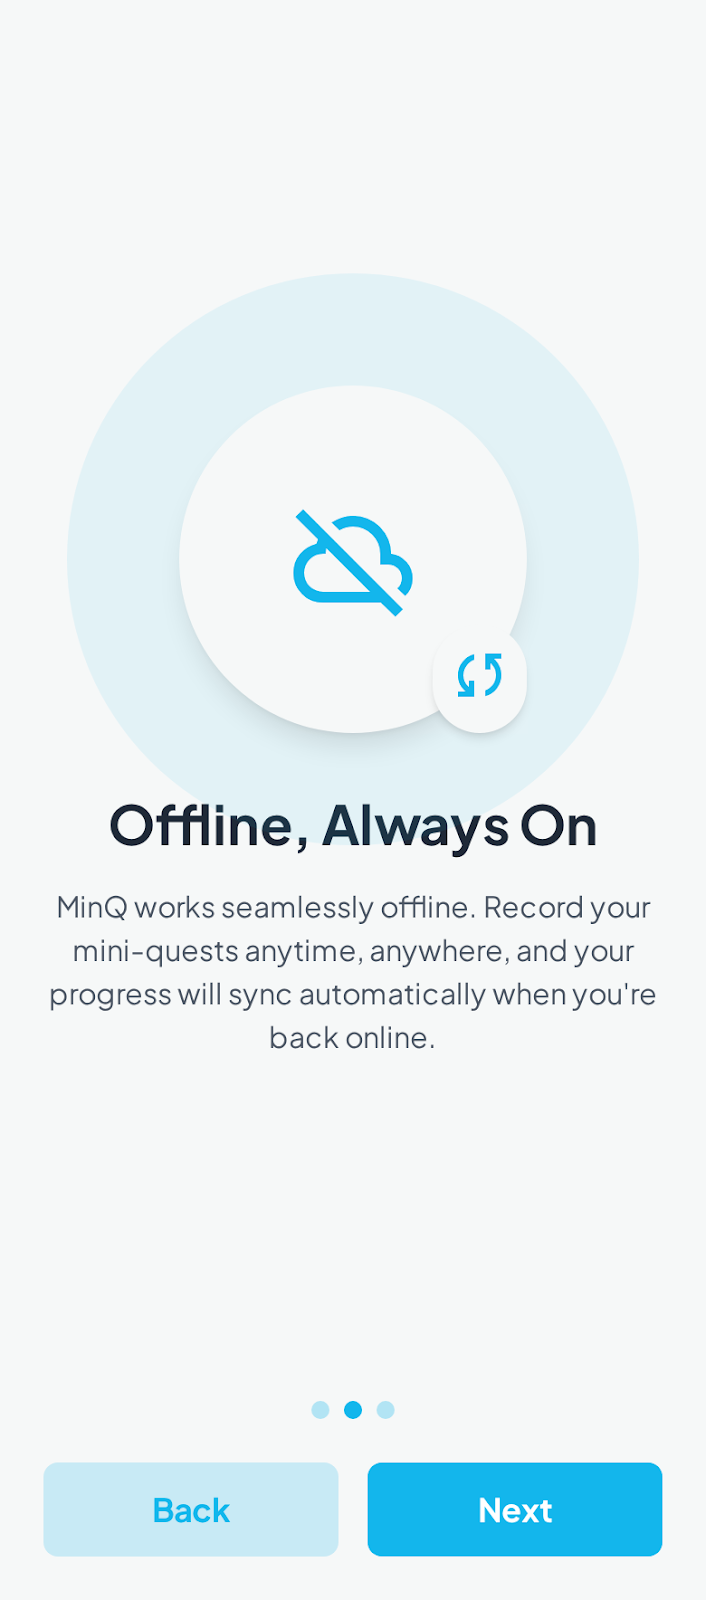 Offline, Always On
MinQ works seamlessly offline. Record your
mini-quests anytime, anywhere, and your
progress will sync automatically when you're
back online.
Back
Next